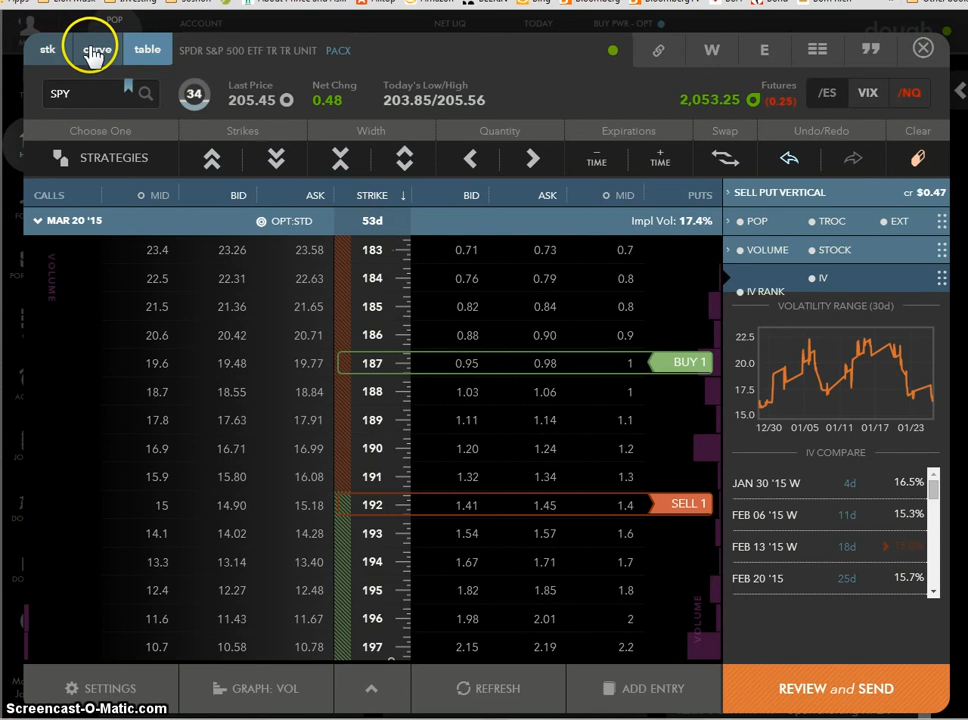 POP
ACCOUNT
NET LIQ
TODAY
BUY PWR - OPT
stk
curve
table
SPDR S&P 500 ETF TR TR UNIT PACX
W
E
SPY
34
Last Price
205.45
Net Chng
0.48
Today's Low/High
203.85/205.56
2,053.25
Futures
(0.25)
/ES
VIX
/NQ
Choose One
Strikes
Width
Quantity
Expirations
Swap
Undo/Redo
Clear
STRATEGIES
TIME
TIME
CALLS MID BID ASK STRIKE BID ASK MID PUTS
MAR 20 '15 OPT:STD 53d Impl Vol: 17.4%
23.4 23.26 23.58 183 0.71 0.73 0.7
22.5 22.31 22.63 184 0.76 0.79 0.8
21.5 21.36 21.65 185 0.82 0.84 0.8
20.6 20.42 20.71 186 0.88 0.90 0.9
19.6 19.48 19.77 187 0.95 0.98 1 BUY 1
18.7 18.55 18.84 188 1.03 1.06 1
17.8 17.63 17.91 189 1.11 1.14 1.1
16.9 16.71 16.99 190 1.20 1.24 1.2
15.9 15.80 16.08 191 1.32 1.34 1.3
15 14.90 15.18 192 1.41 1.45 1.4 SELL 1
14.1 14.02 14.28 193 1.54 1.57 1.6
13.3 13.14 13.40 194 1.67 1.71 1.7
12.4 12.27 12.48 195 1.82 1.85 1.8
11.6 11.43 11.67 196 1.98 2.01 2
10.7 10.58 10.78 197 2.15 2.19 2.2
VOLUME
VOLUME
SELL PUT VERTICAL cr $0.47
POP TROC EXT
VOLUME STOCK
IV RANK IV
VOLATILITY RANGE (30d)
22.5
20.0
17.5
15.0
12/30 01/05 01/11 01/17 01/23
IV COMPARE
JAN 30 '15 W 4d 16.5%
FEB 06 '15 W 11d 15.3%
FEB 13 '15 W 18d
FEB 20 '15 25d 15.7%
SETTINGS
GRAPH: VOL
REFRESH
ADD ENTRY
REVIEW and SEND
Screencast-O-Matic.com